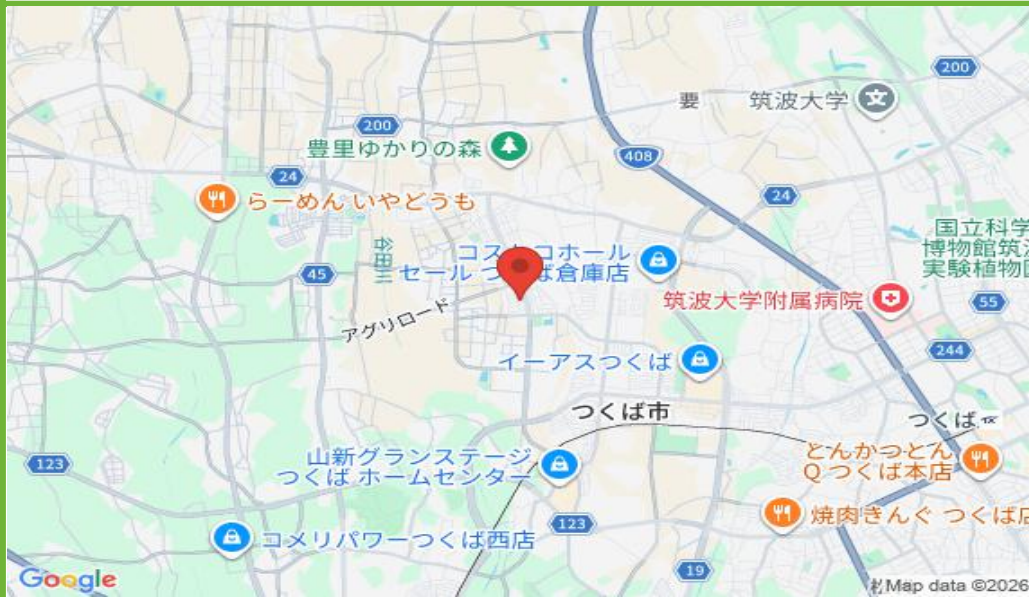 200
要
筑波大学
200
豊里ゆかりの森
408
24
24
らーめん いやどうも
国立科学
博物館筑波
実験植物園
谷田川
コストコホール
セール つくば倉庫店
45
筑波大学附属病院
55
アグリロード
イーアスつくば
244
つくば市
つくば
TX
とんかつとん
Q つくば本店
123
山新グランステージ
つくば ホームセンター
123
焼肉きんぐ つくば店
コメリパワーつくば西店
19
Google
Map data ©2026